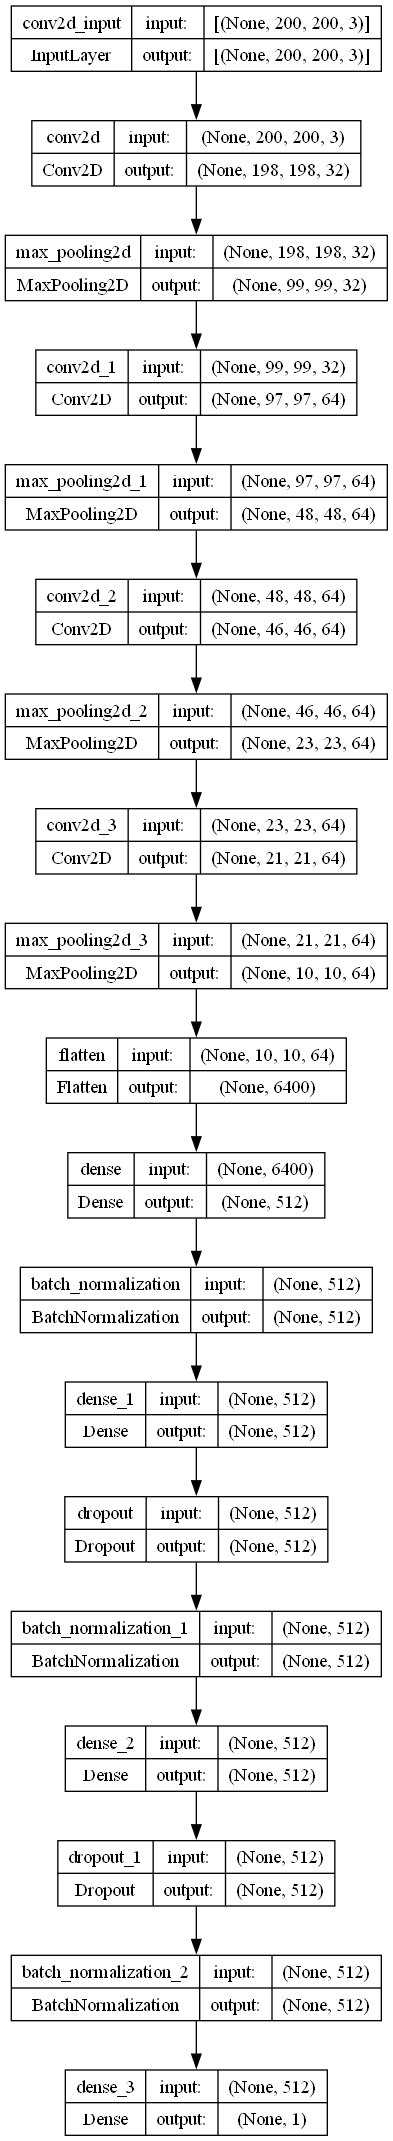 conv2d_input input: [(None, 200, 200, 3)]
InputLayer output: [(None, 200, 200, 3)]
conv2d input: (None, 200, 200, 3)
Conv2D output: (None, 198, 198, 32)
max_pooling2d input: (None, 198, 198, 32)
MaxPooling2D output: (None, 99, 99, 32)
conv2d_1 input: (None, 99, 99, 32)
Conv2D output: (None, 97, 97, 64)
max_pooling2d_1 input: (None, 97, 97, 64)
MaxPooling2D output: (None, 48, 48, 64)
conv2d_2 input: (None, 48, 48, 64)
Conv2D output: (None, 46, 46, 64)
max_pooling2d_2 input: (None, 46, 46, 64)
MaxPooling2D output: (None, 23, 23, 64)
conv2d_3 input: (None, 23, 23, 64)
Conv2D output: (None, 21, 21, 64)
max_pooling2d_3 input: (None, 21, 21, 64)
MaxPooling2D output: (None, 10, 10, 64)
flatten input: (None, 10, 10, 64)
Flatten output: (None, 6400)
dense input: (None, 6400)
Dense output: (None, 512)
batch_normalization input: (None, 512)
BatchNormalization output: (None, 512)
dense_1 input: (None, 512)
Dense output: (None, 512)
dropout input: (None, 512)
Dropout output: (None, 512)
batch_normalization_1 input: (None, 512)
BatchNormalization output: (None, 512)
dense_2 input: (None, 512)
Dense output: (None, 512)
dropout_1 input: (None, 512)
Dropout output: (None, 512)
batch_normalization_2 input: (None, 512)
BatchNormalization output: (None, 512)
dense_3 input: (None, 512)
Dense output: (None, 1)